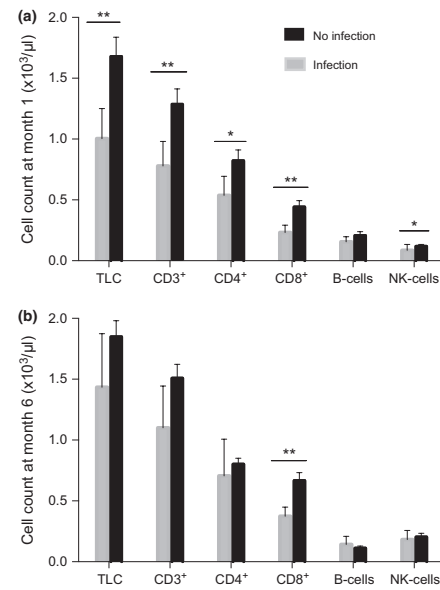 (a)
2.0
1.5
1.0
0.5
0.0
Cell count at month 1 (x10³/µl)
No infection
Infection
**
**
*
**
*
TLC CD3⁺ CD4⁺ CD8⁺ B-cells NK-cells
(b)
2.0
1.5
1.0
0.5
0.0
Cell count at month 6 (x10³/µl)
**
TLC CD3⁺ CD4⁺ CD8⁺ B-cells NK-cells